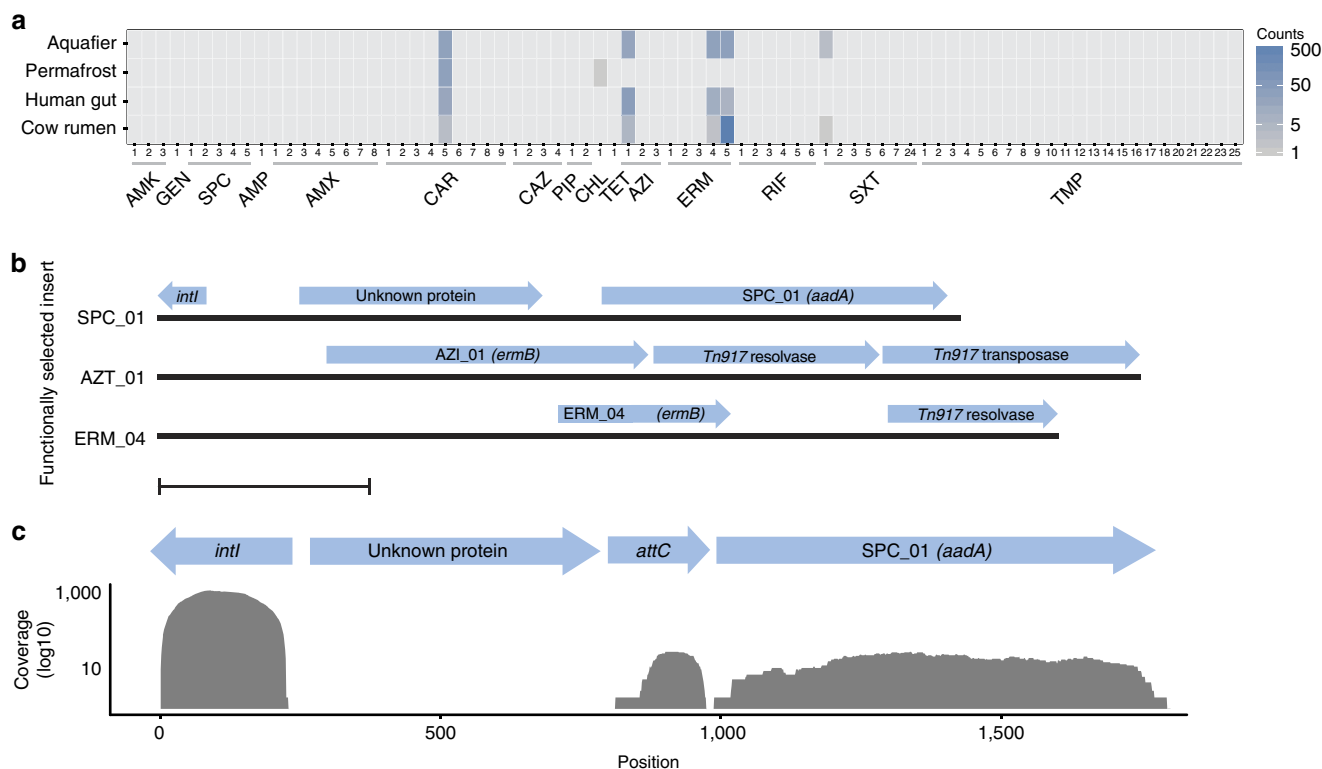 a
Counts
Aquafier
500
Permafrost
50
Human gut
5
Cow rumen
1
1 2 3 1 1 2 3 4 5 1 1 2 3 4 5 6 7 8 1 2 3 4 5 6 7 8 9 1 2 3 4 1 2 1 1 1 2 3 1 2 3 4 5 1 2 3 4 5 6 1 2 3 5 6 7 24 1 2 3 4 5 6 7 8 9 10 11 12 13 14 15 16 17 18 20 21 22 23 25
AMK GEN SPC AMP AMX CAR CAZ PIP CHL TET AZI ERM RIF SXT TMP
b
Functionally selected insert
intI Unknown protein SPC_01 (aadA)
SPC_01
AZI_01 (ermB) Tn917 resolvase Tn917 transposase
AZT_01
ERM_04 (ermB) Tn917 resolvase
ERM_04
c
intI Unknown protein attC SPC_01 (aadA)
Coverage
(log10)
1,000
10
0 500 1,000 1,500
Position